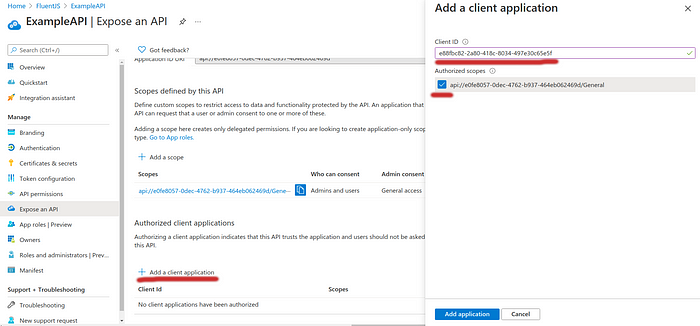 Home > FluentJS > ExampleAPI
ExampleAPI | Expose an API
Search (Ctrl+/)
Overview
Quickstart
Integration assistant
Manage
Branding
Authentication
Certificates & secrets
Token configuration
API permissions
Expose an API
App roles | Preview
Owners
Roles and administrators | Prev...
Manifest
Support + Troubleshooting
Troubleshooting
New support request
Got feedback?
Application ID URI
api://e0fe8057-0dec-4762-b937-464eb062469d
Scopes defined by this API
Define custom scopes to restrict access to data and functionality protected by the API. An application that
API can request that a user or admin consent to one or more of these.
Adding a scope here creates only delegated permissions. If you are looking to create application-only scop
type. Go to App roles.
Add a scope
Scopes Who can consent Admin consent
api://e0fe8057-0dec-4762-b937-464eb062469d/Gene... Admins and users General access
Authorized client applications
Authorizing a client application indicates that this API trusts the application and users should not be asked
this API.
Add a client application
Client Id Scopes
No client applications have been authorized
Add a client application
Client ID
e88fbc82-2a80-418c-8034-497e30c65e5f
Authorized scopes
api://e0fe8057-0dec-4762-b937-464eb062469d/General
Add application Cancel